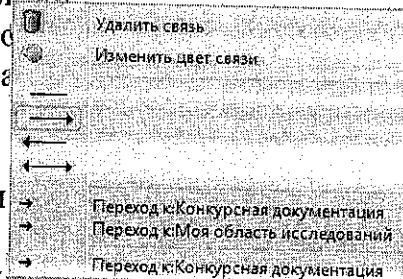 Удалить связь
Изменить цвет связи
Переход к:Конкурсная документация
Переход к:Моя область исследований
Переход к:Конкурсная документация